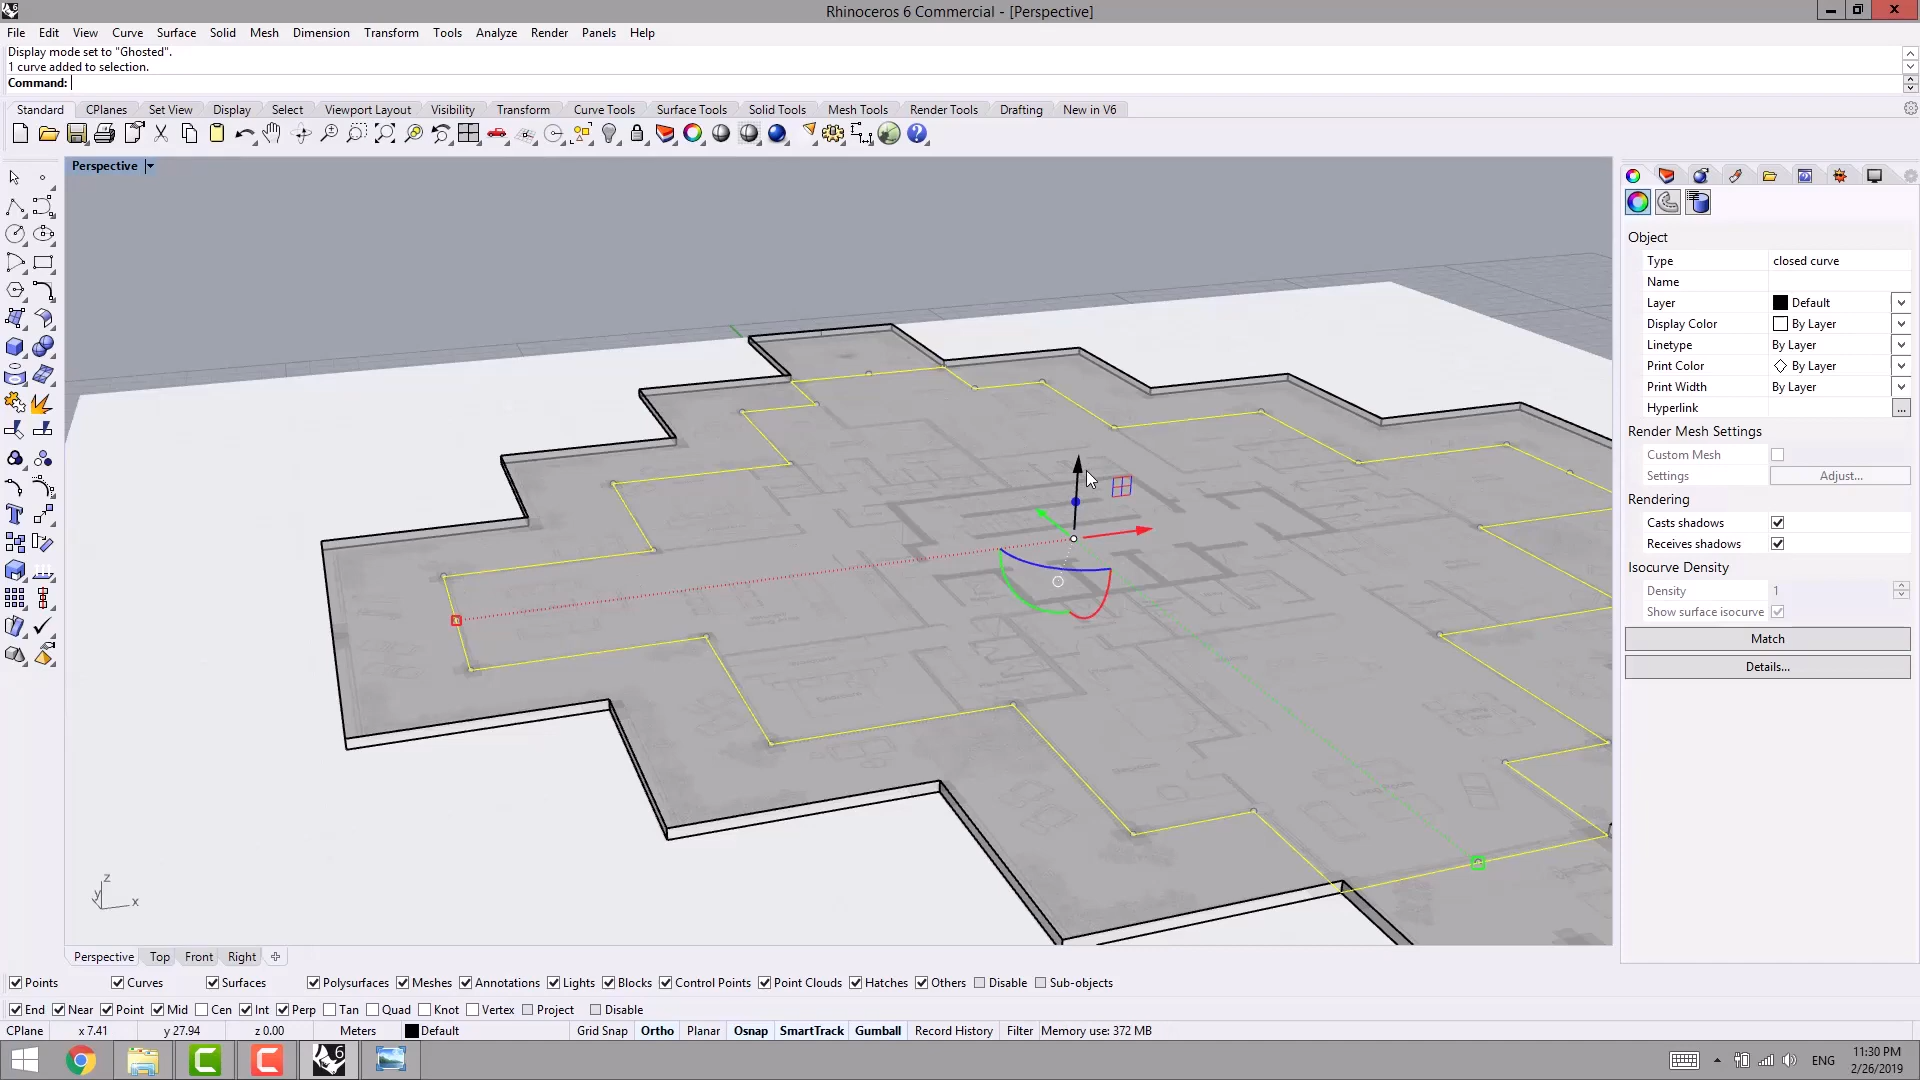 Rhinoceros 6 Commercial - [Perspective]
File Edit View Curve Surface Solid Mesh Dimension Transform Tools Analyze Render Panels Help
Display mode set to "Ghosted".
1 curve added to selection.
Command:
Standard CPlanes Set View Display Select Viewport Layout Visibility Transform Curve Tools Surface Tools Solid Tools Mesh Tools Render Tools Drafting New in V6
Perspective
Object
Type closed curve
Name
Layer Default
Display Color By Layer
Linetype By Layer
Print Color By Layer
Print Width By Layer
Hyperlink ...
Render Mesh Settings
Custom Mesh
Settings Adjust...
Rendering
Casts shadows
Receives shadows
Isocurve Density
Density 1
Show surface isocurve
Match
Details...
z
y
x
Perspective Top Front Right
Points Curves Surfaces Polysurfaces Meshes Annotations Lights Blocks Control Points Point Clouds Hatches Others Disable Sub-objects
End Near Point Mid Cen Int Perp Tan Quad Knot Vertex Project Disable
CPlane x 7.41 y 27.94 z 0.00 Meters Default Grid Snap Ortho Planar Osnap SmartTrack Gumball Record History Filter Memory use: 372 MB
6
ENG
11:30 PM
2/26/2019